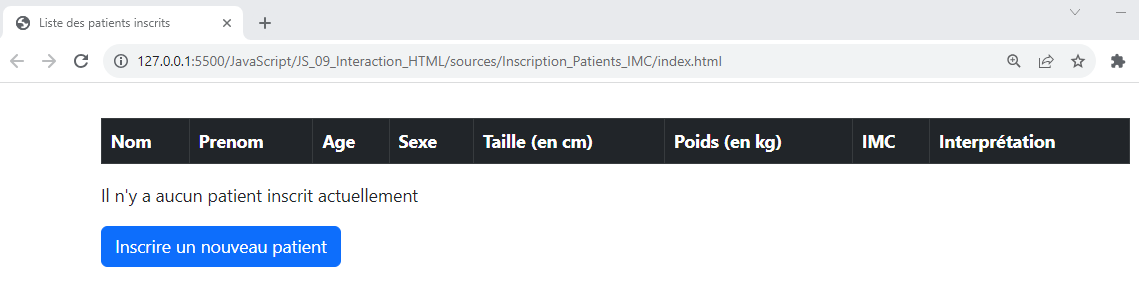 Liste des patients inscrits
127.0.0.1:5500/JavaScript/JS_09_Interaction_HTML/sources/Inscription_Patients_IMC/index.html
Nom Prenom Age Sexe Taille (en cm) Poids (en kg) IMC Interprétation
Il n'y a aucun patient inscrit actuellement
Inscrire un nouveau patient